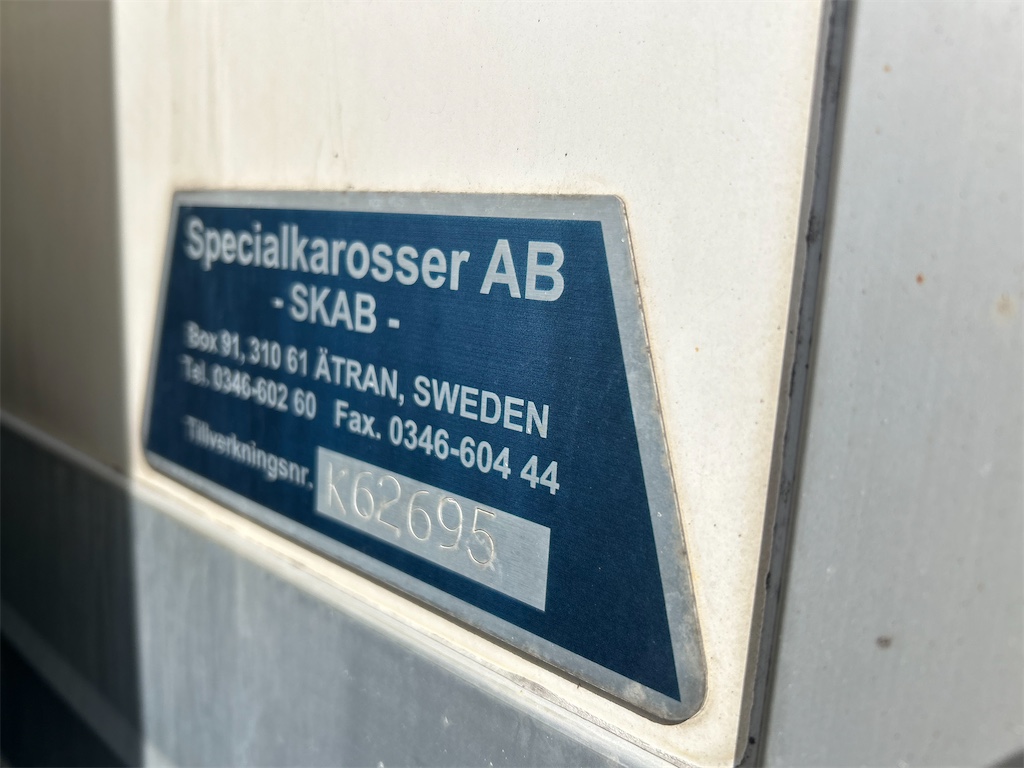 Specialkarosser AB
- SKAB -
Box 91, 310 61 ÄTRAN, SWEDEN
Tel. 0346-602 60 Fax. 0346-604 44
Tillverkningsnr. K62695